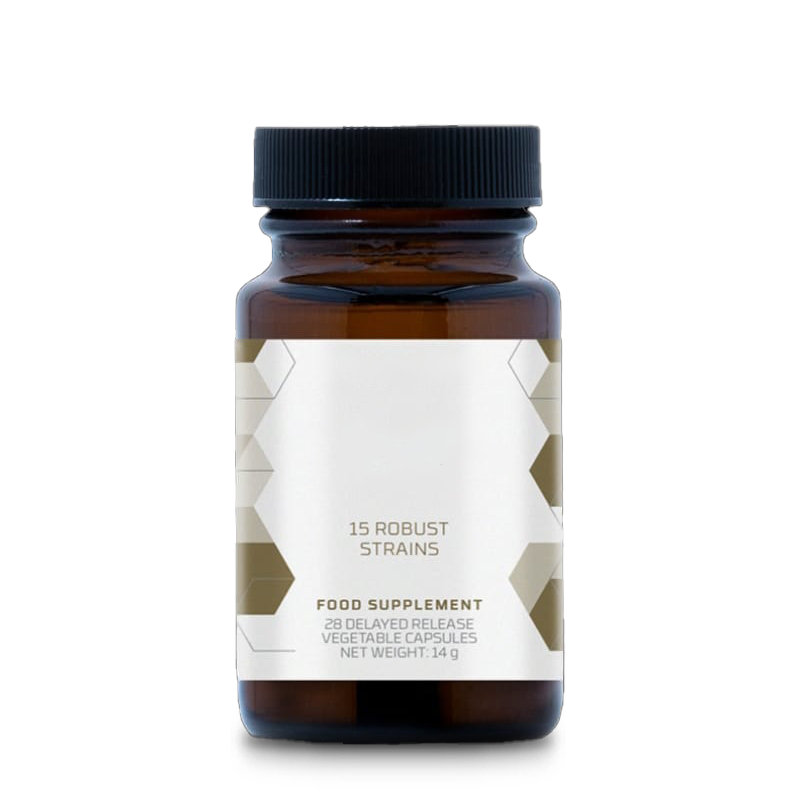 15 ROBUST
STRAINS
FOOD SUPPLEMENT
28 DELAYED RELEASE
VEGETABLE CAPSULES
NET WEIGHT: 14 g